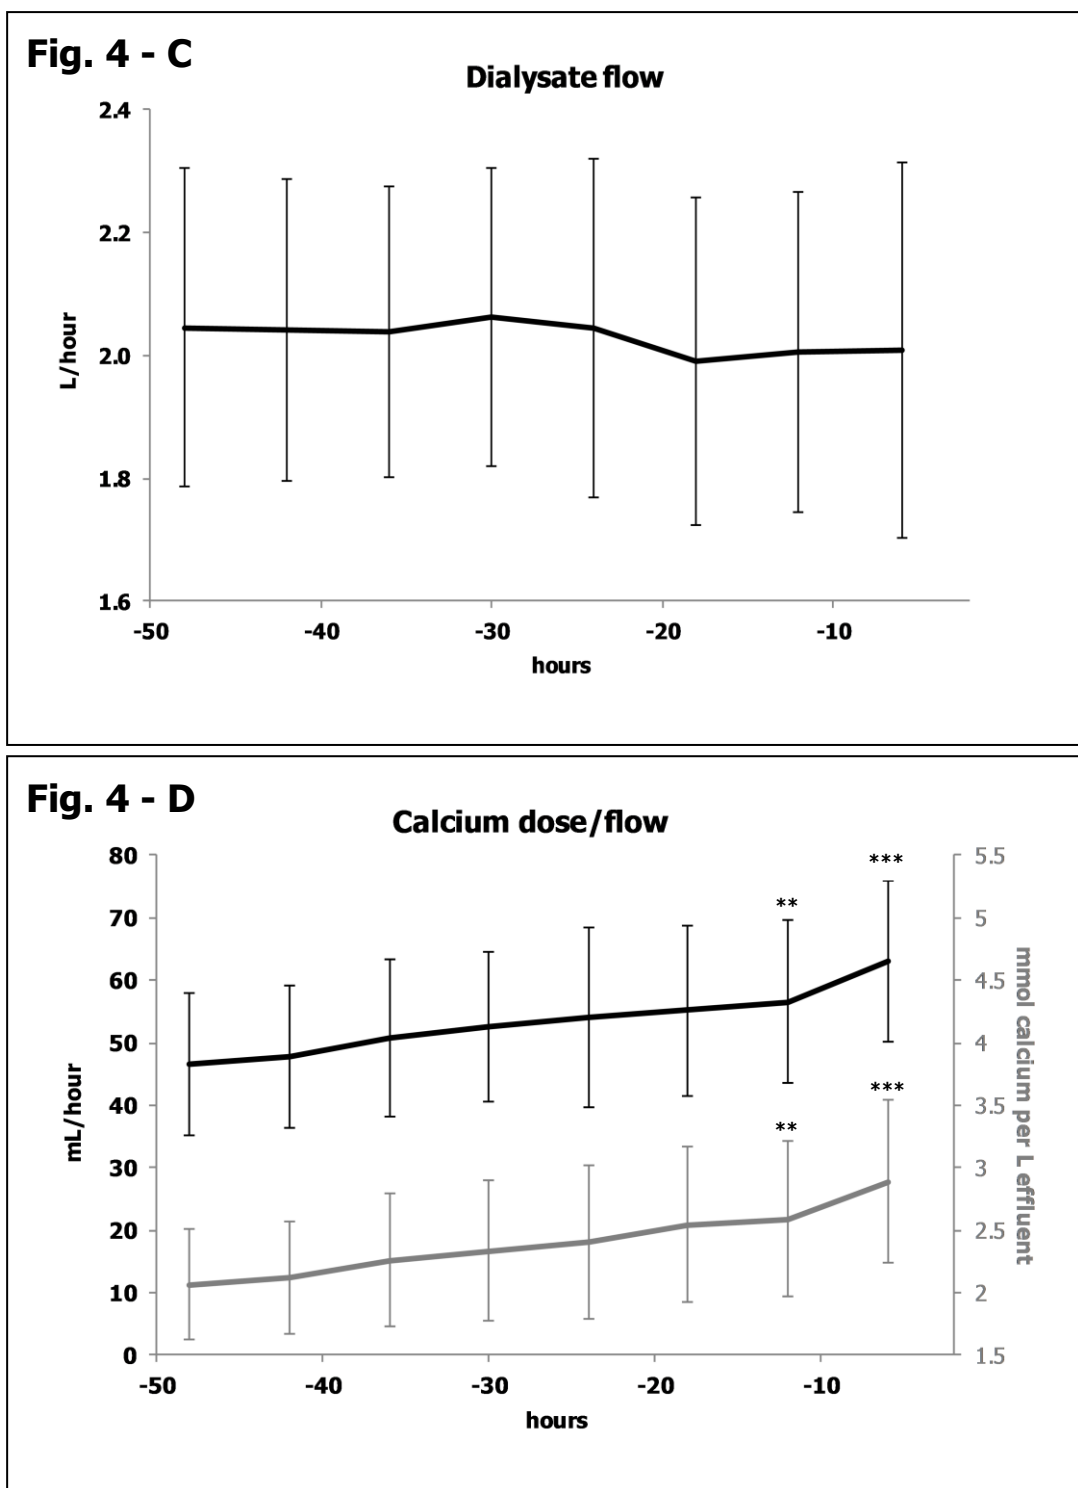 Fig. 4 - C
Dialysate flow
2.4
2.2
2.0
1.8
1.6
L/hour
-50 -40 -30 -20 -10
hours
Fig. 4 - D
Calcium dose/flow
80
70
60
50
40
30
20
10
0
mL/hour
** ***
** ***
5.5
5
4.5
4
3.5
3
2.5
2
1.5
mmol calcium per L effluent
-50 -40 -30 -20 -10
hours